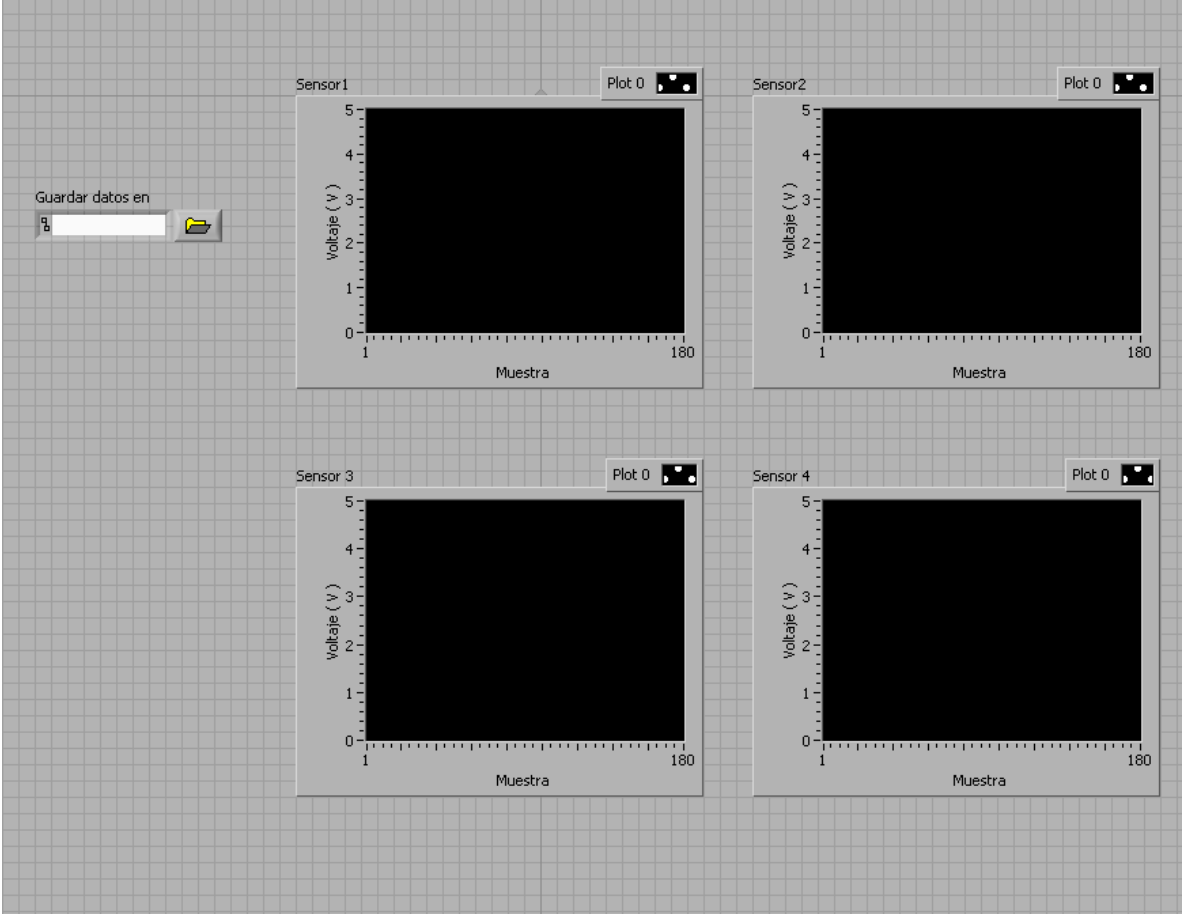 Sensor1
Plot 0
5
4
3
2
1
0
Voltaje ( V )
1
180
Muestra
Sensor2
Plot 0
5
4
3
2
1
0
Voltaje ( V )
1
180
Muestra
Guardar datos en
Sensor 3
Plot 0
5
4
3
2
1
0
Voltaje ( V )
1
180
Muestra
Sensor 4
Plot 0
5
4
3
2
1
0
Voltaje ( V )
1
180
Muestra